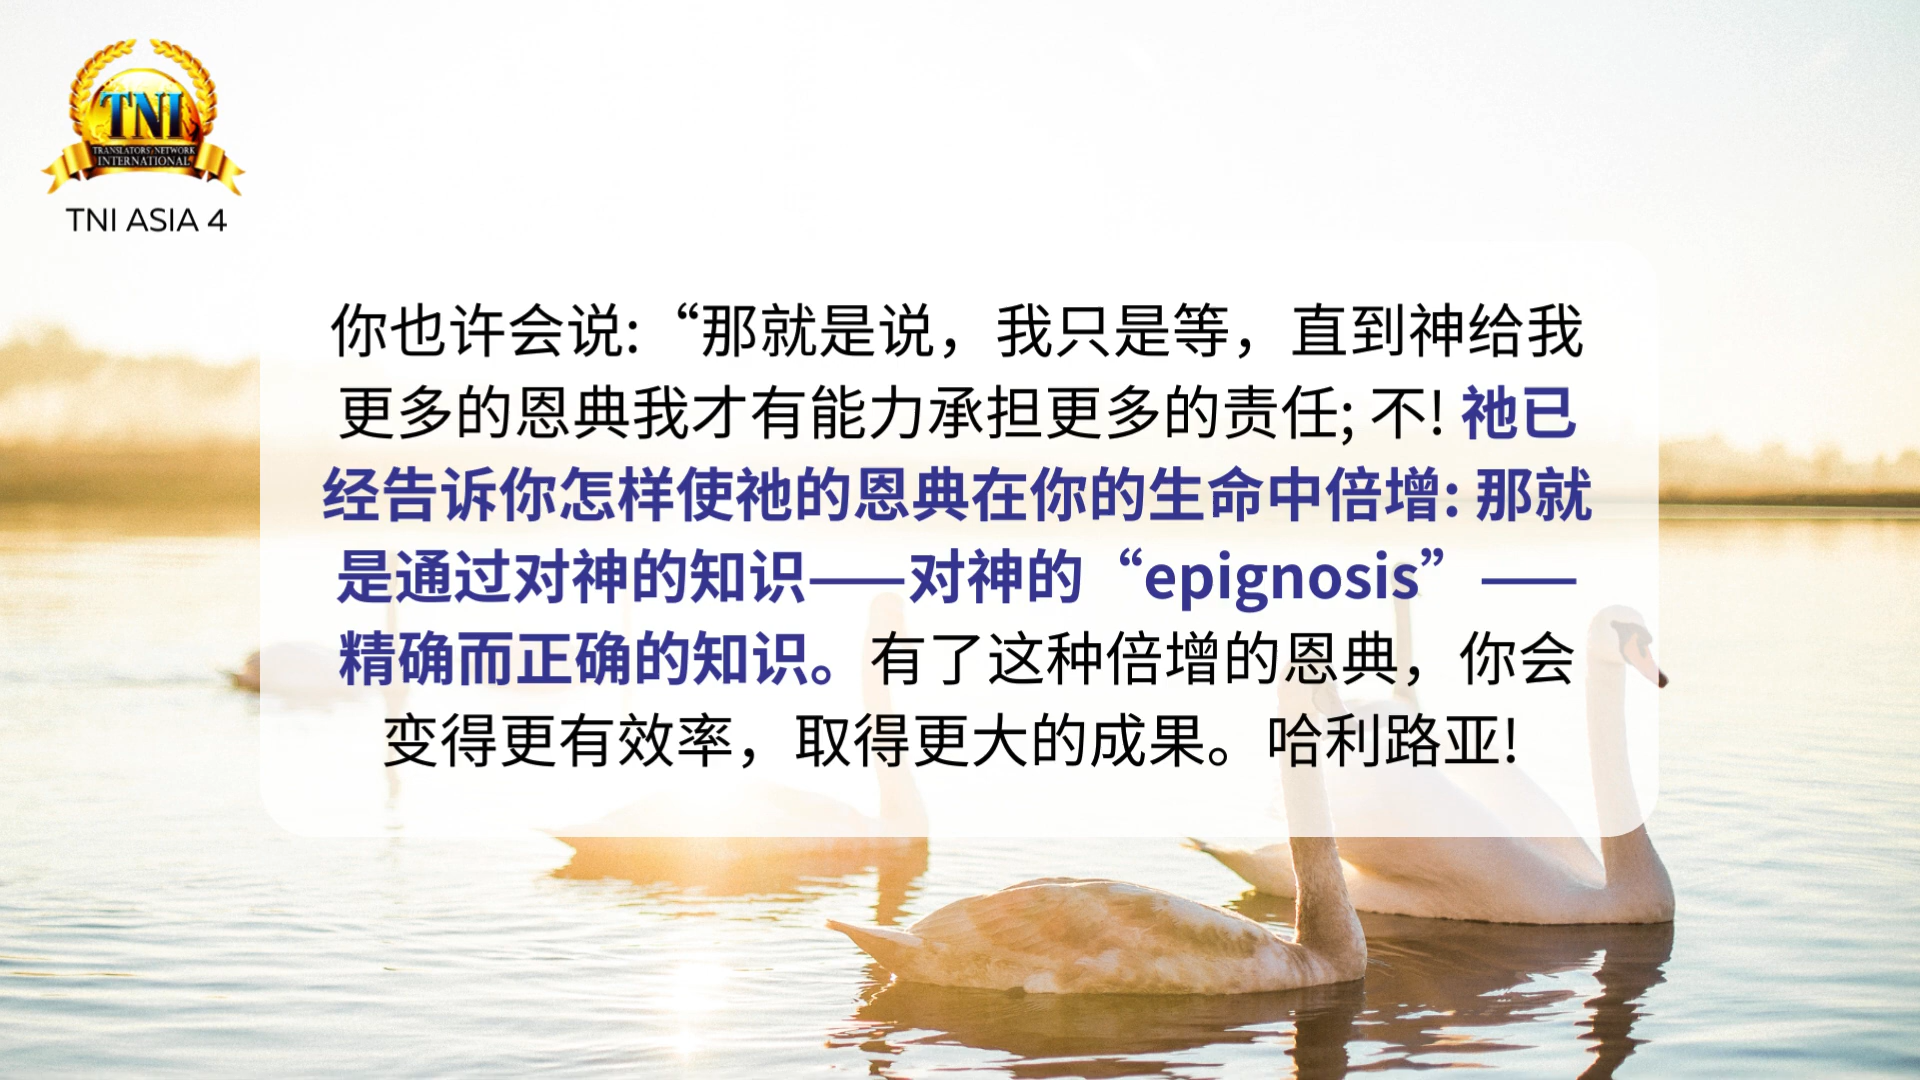 TNI
TRANSLATORS' NETWORK
INTERNATIONAL
TNI ASIA 4
你也许会说:“那就是说，我只是等，直到神给我
更多的恩典我才有能力承担更多的责任; 不! 祂已
经告诉你怎样使祂的恩典在你的生命中倍增: 那就
是通过对神的知识——对神的“epignosis”——
精确而正确的知识。有了这种倍增的恩典，你会
变得更有效率，取得更大的成果。哈利路亚!